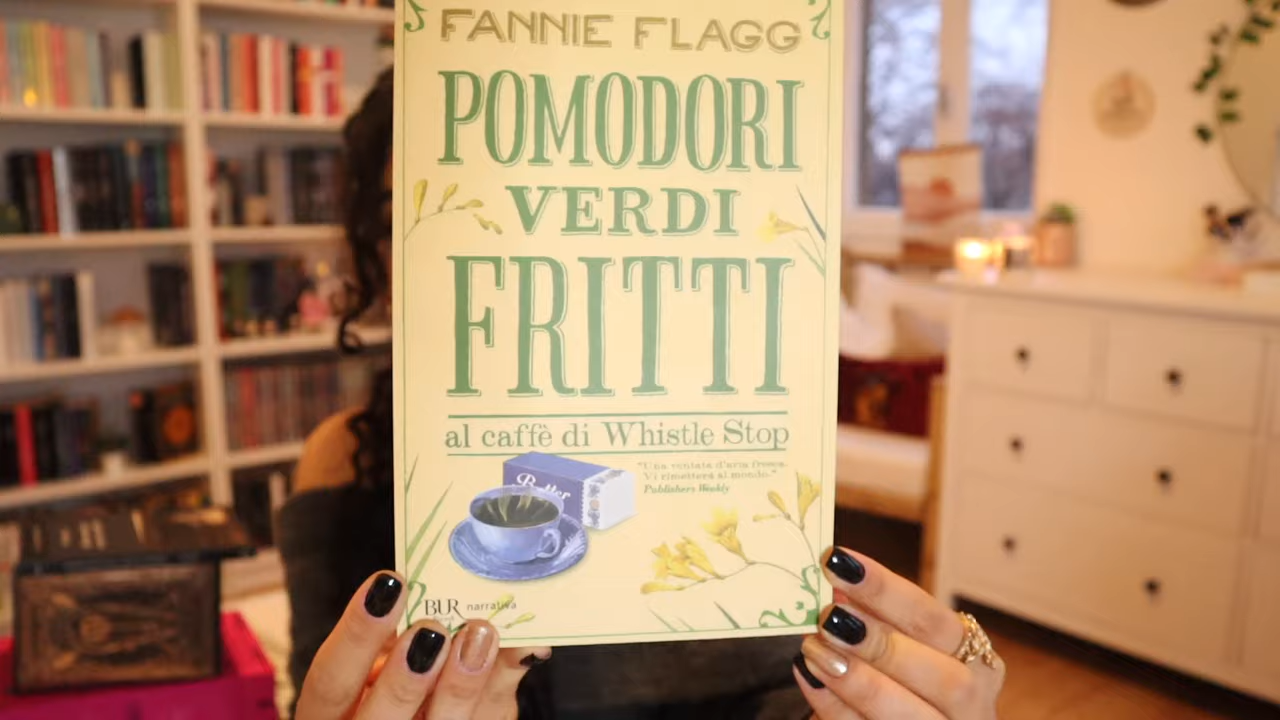 FANNIE FLAGG
POMODORI
VERDI
FRITTI
al caffè di Whistle Stop
"Una ventata d'aria fresca.
Vi rimetterà al mondo."
Publishers Weekly
BUR narrativa